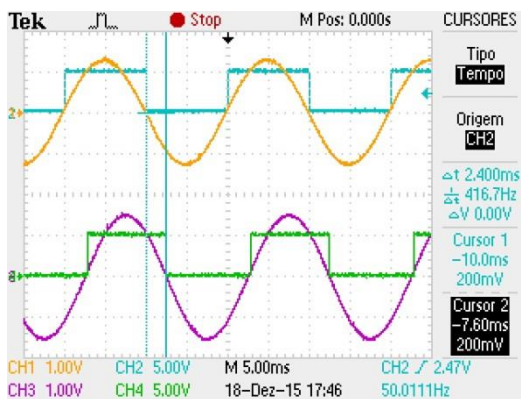 Tek Stop M Pos: 0.000s CURSORES
Tipo
Tempo
Origem
CH2
Δt 2.400ms
1/Δt 416.7Hz
ΔV 0.00V
Cursor 1
-10.0ms
200mV
Cursor 2
-7.60ms
200mV
2
CH1 1.00V CH2 5.00V M 5.00ms CH2 2.47V
CH3 1.00V CH4 5.00V 18-Dez-15 17:46 50.0111Hz